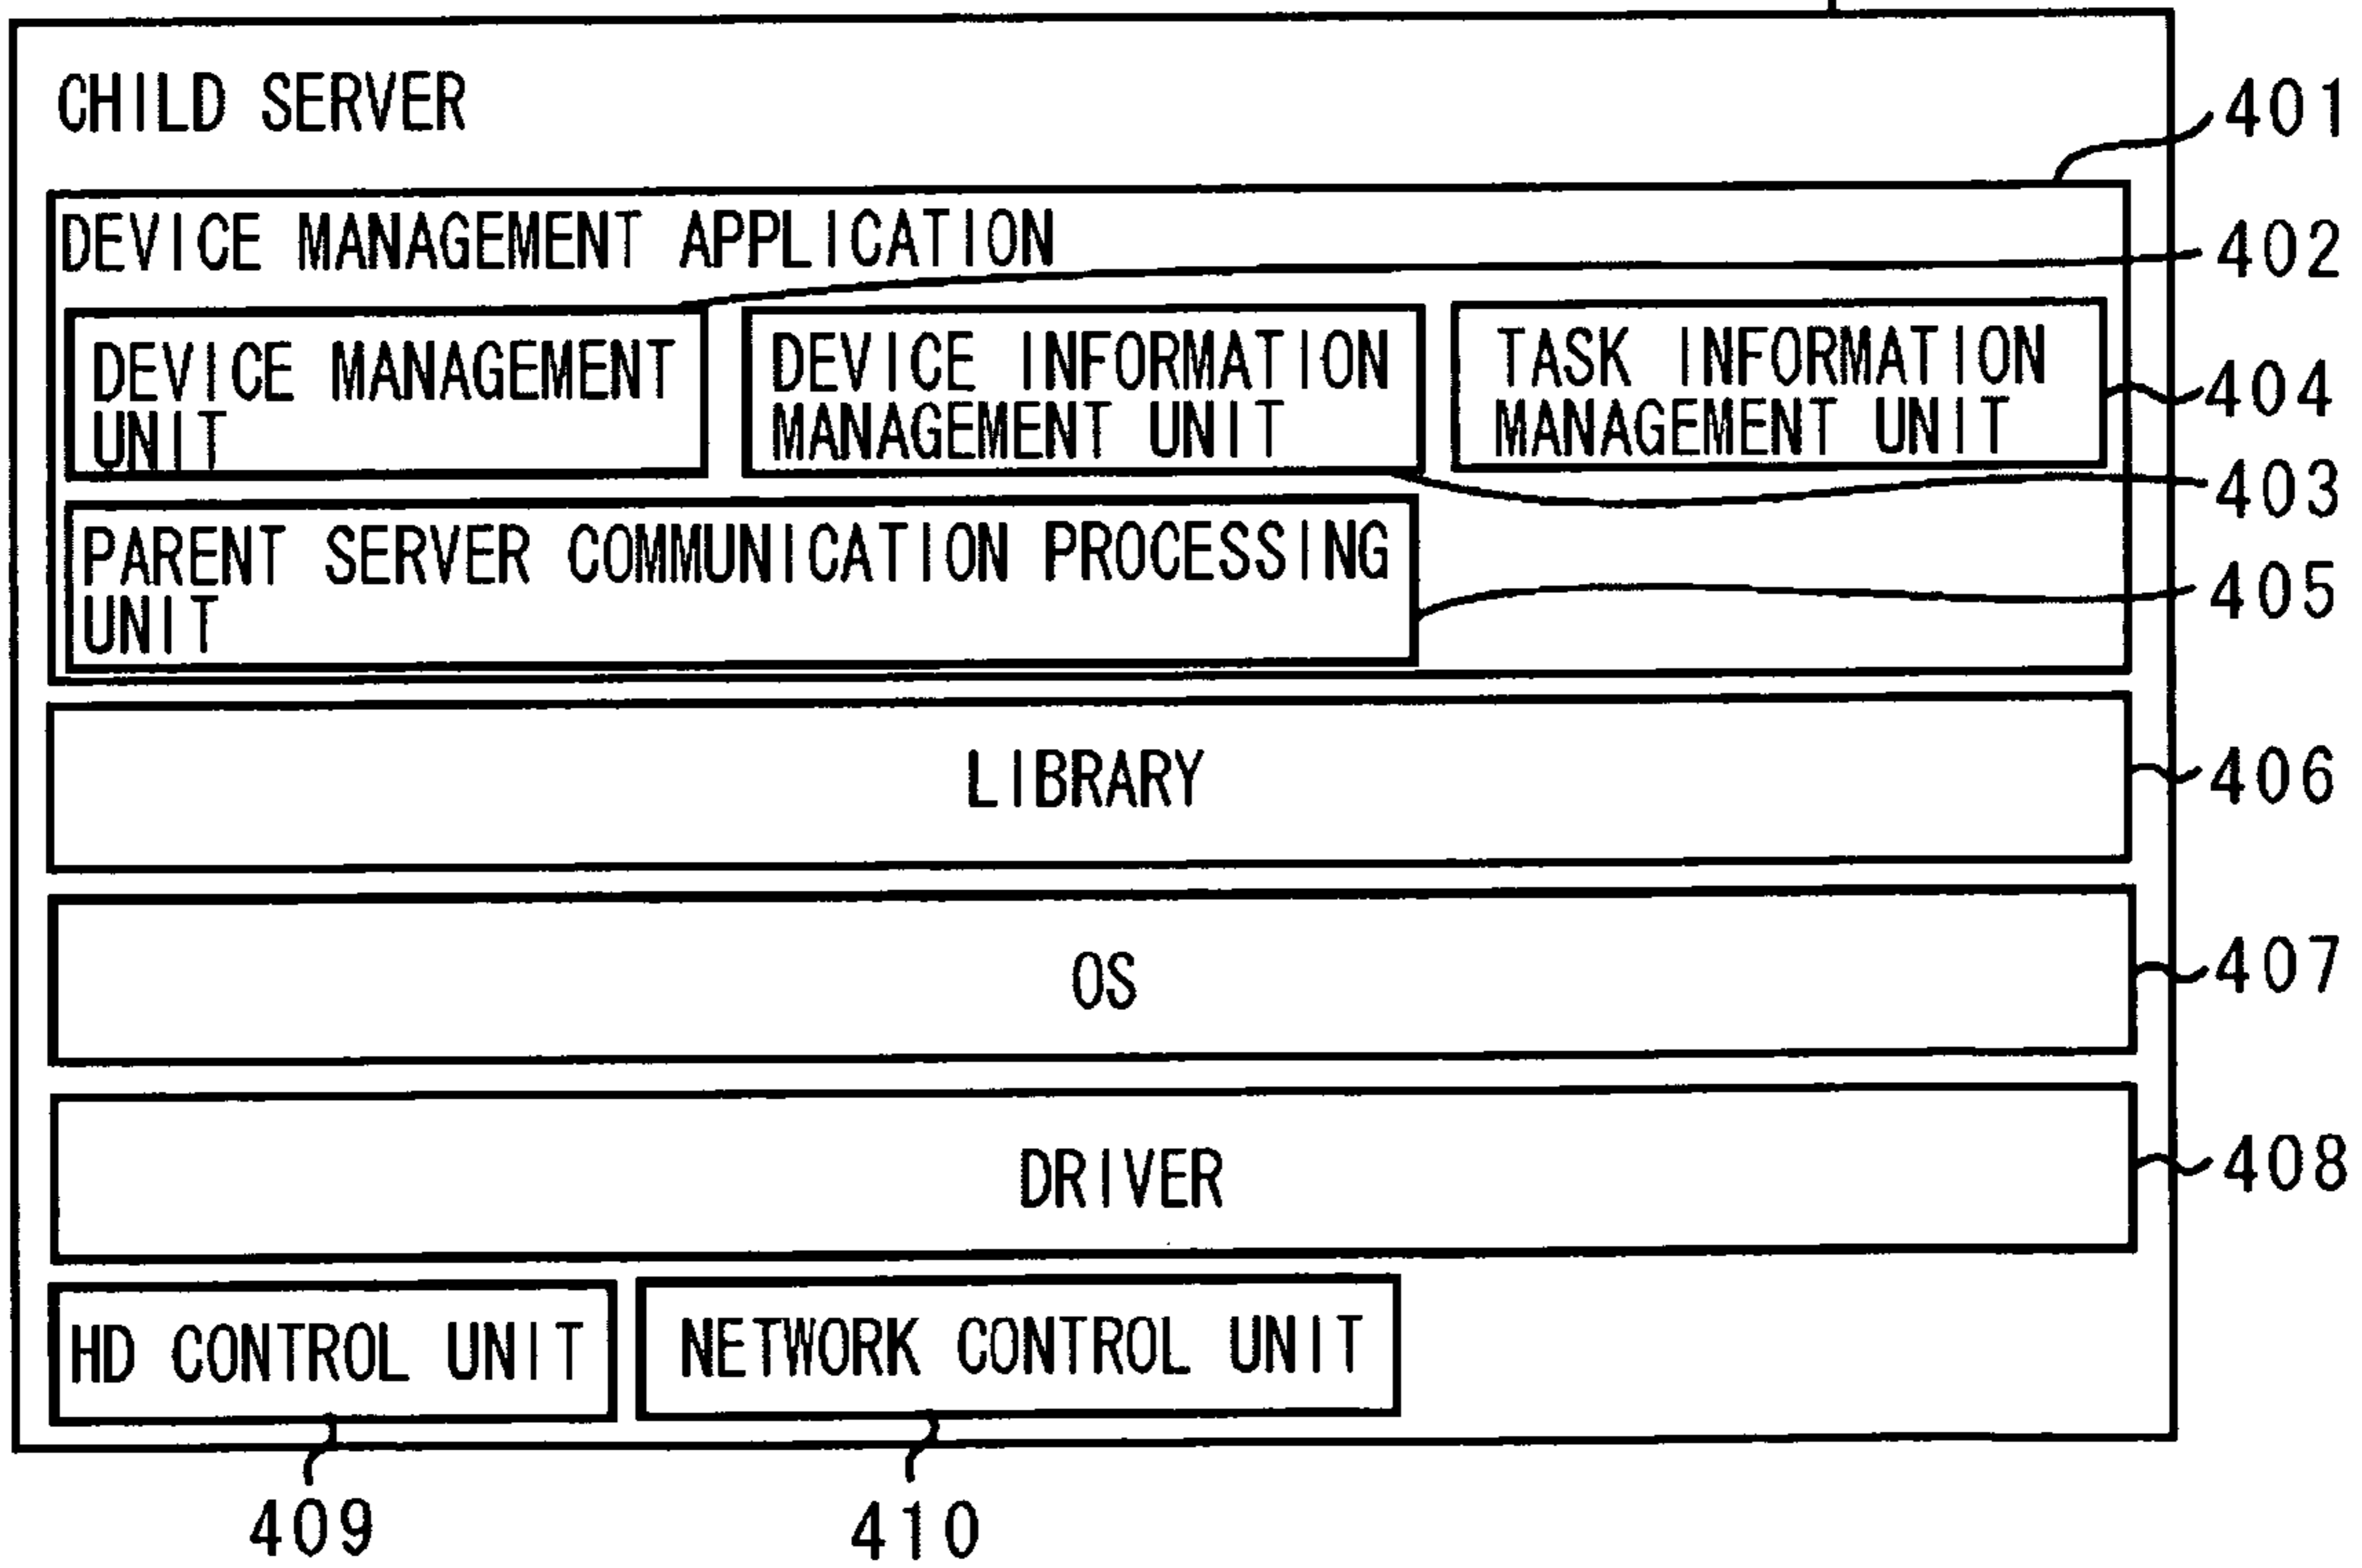 CHILD SERVER
401
DEVICE MANAGEMENT APPLICATION
402
DEVICE MANAGEMENT
UNIT
DEVICE INFORMATION
MANAGEMENT UNIT
TASK INFORMATION
MANAGEMENT UNIT
404
403
PARENT SERVER COMMUNICATION PROCESSING
UNIT
405
LIBRARY
406
OS
407
DRIVER
408
HD CONTROL UNIT
NETWORK CONTROL UNIT
409
410